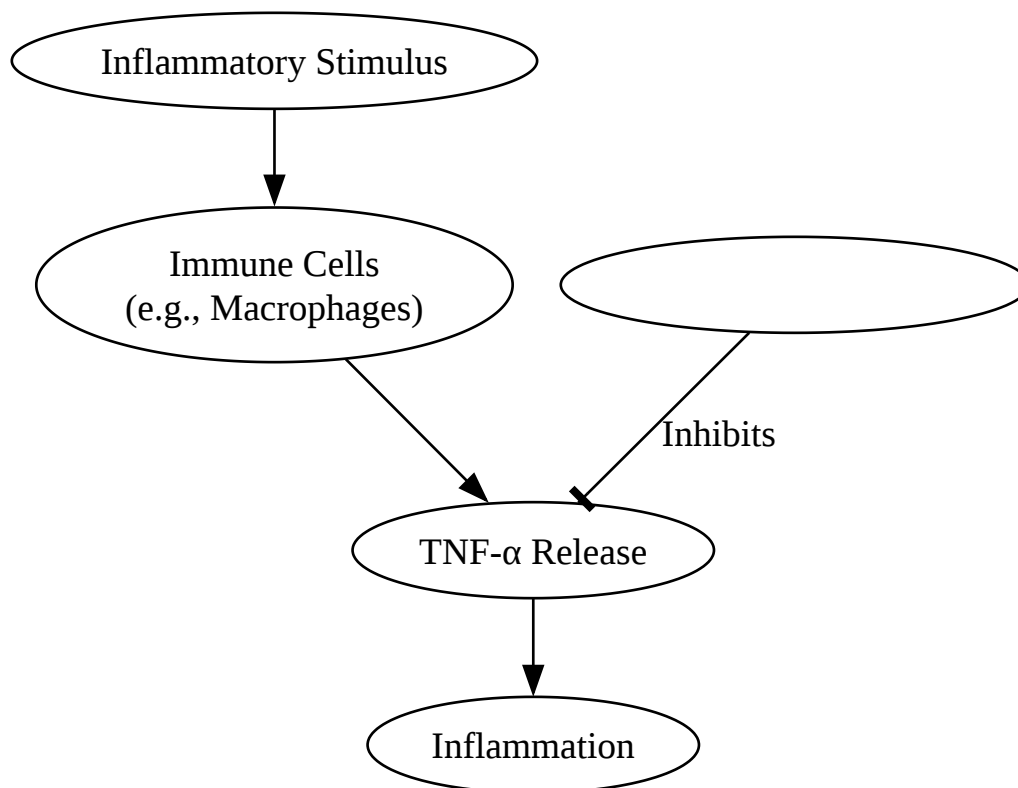 Inflammatory Stimulus
Immune Cells
(e.g., Macrophages)
Inhibits
TNF-α Release
Inflammation